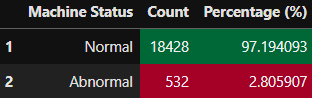 Machine Status Count Percentage (%)
1 Normal 18428 97.194093
2 Abnormal 532 2.805907